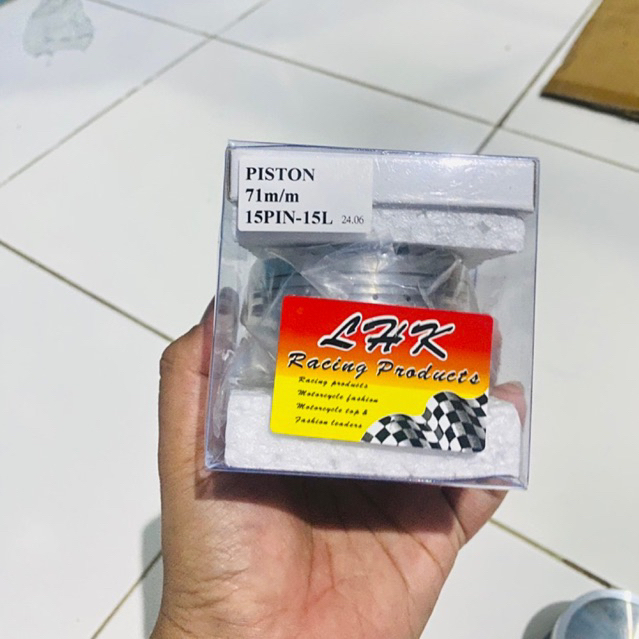 PISTON
71m/m
15PIN-15L 24.06
LHK
Racing Products
Racing products
Motorcycle fashion
Motorcycle top &
Fashion leaders